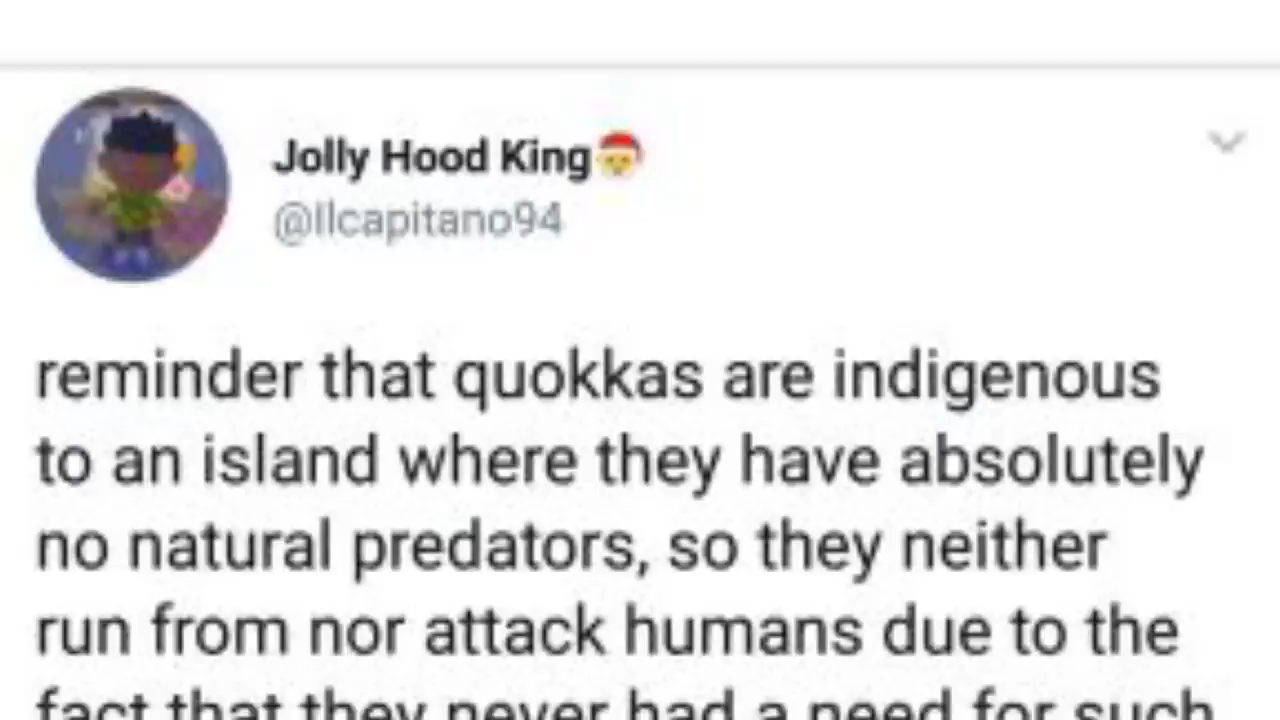 Jolly Hood King🎅
@Ilcapitano94
reminder that quokkas are indigenous
to an island where they have absolutely
no natural predators, so they neither
run from nor attack humans due to the
fact that they never had a need for such